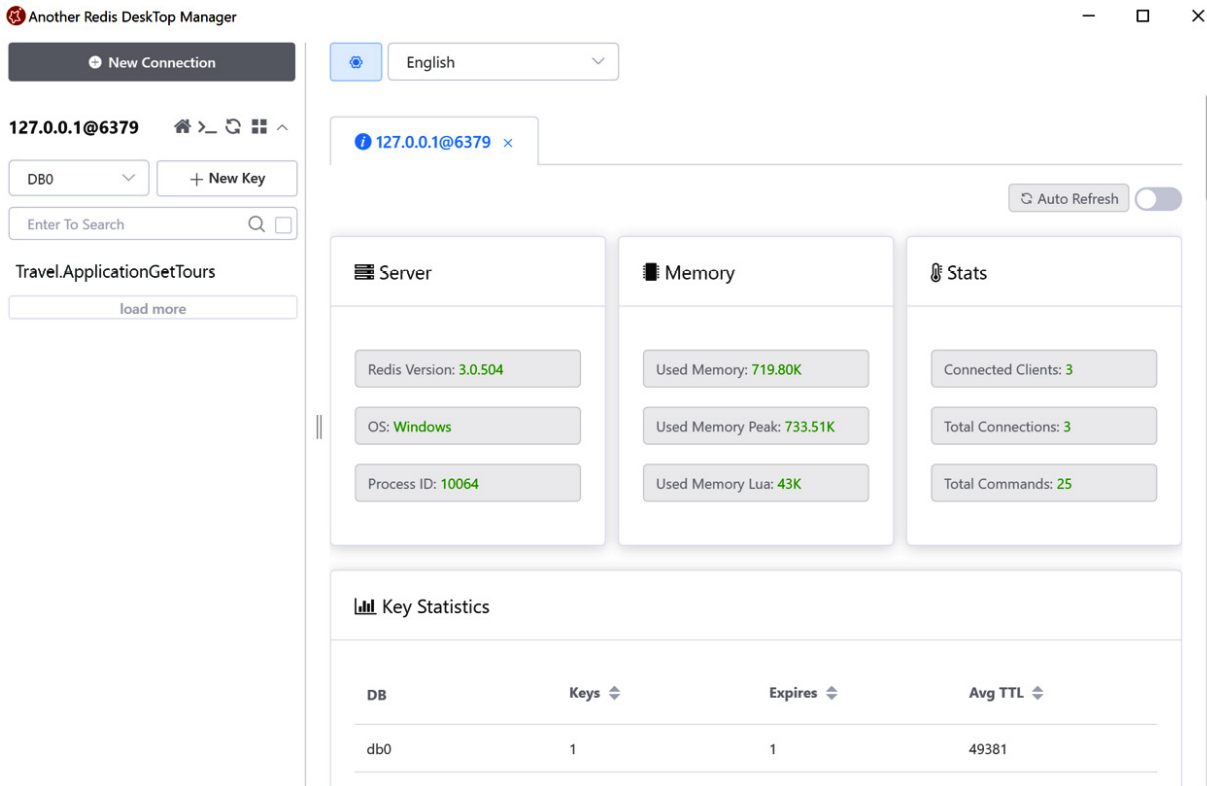 Another Redis DeskTop Manager
New Connection
127.0.0.1@6379
DB0
New Key
Enter To Search
Travel.ApplicationGetTours
load more
English
127.0.0.1@6379
Auto Refresh
Server
Redis Version: 3.0.504
OS: Windows
Process ID: 10064
Memory
Used Memory: 719.80K
Used Memory Peak: 733.51K
Used Memory Lua: 43K
Stats
Connected Clients: 3
Total Connections: 3
Total Commands: 25
Key Statistics
DB Keys Expires Avg TTL
db0 1 1 49381